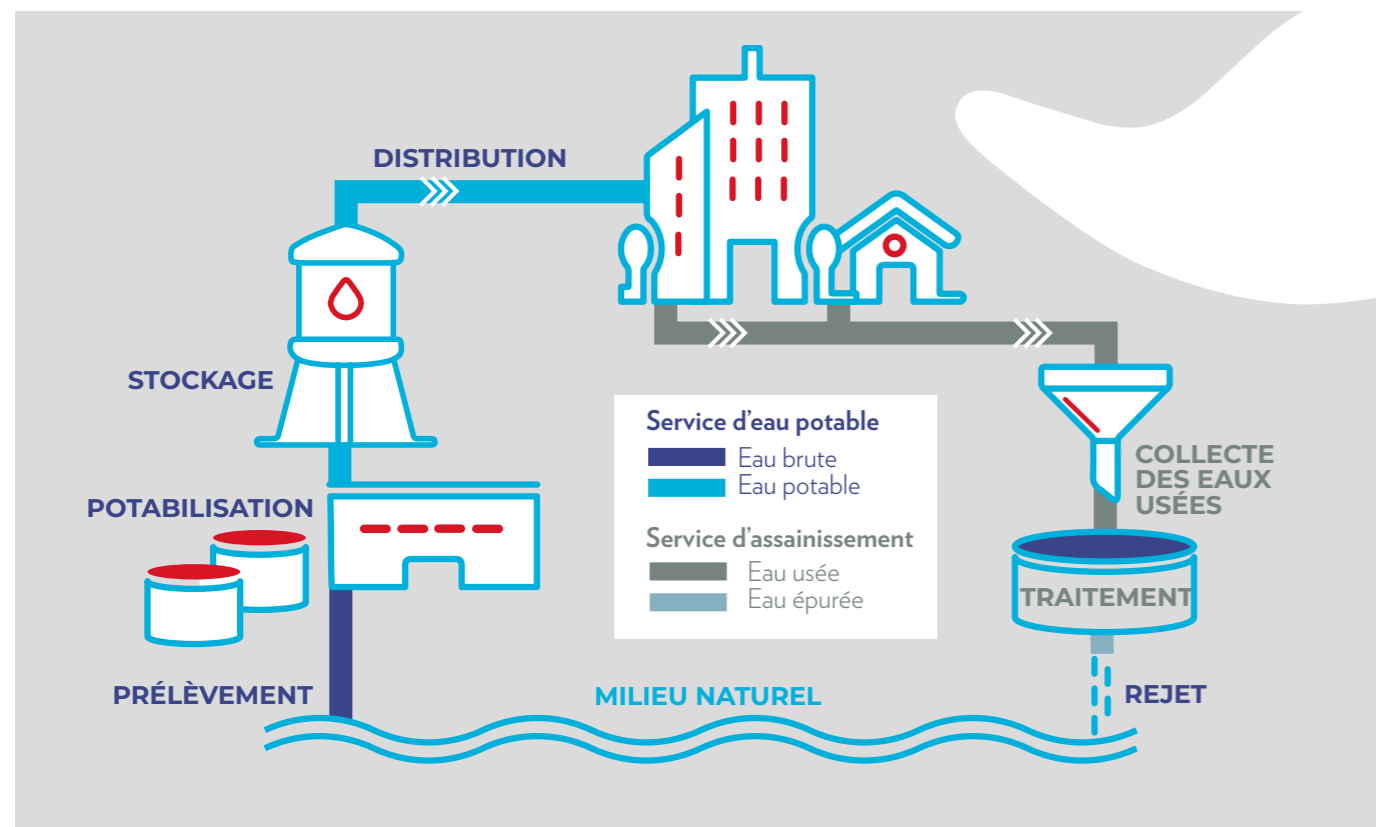 DISTRIBUTION
STOCKAGE
POTABILISATION
PRÉLÈVEMENT
Service d’eau potable
Eau brute
Eau potable
Service d’assainissement
Eau usée
Eau épurée
COLLECTE
DES EAUX
USÉES
TRAITEMENT
MILIEU NATUREL
REJET